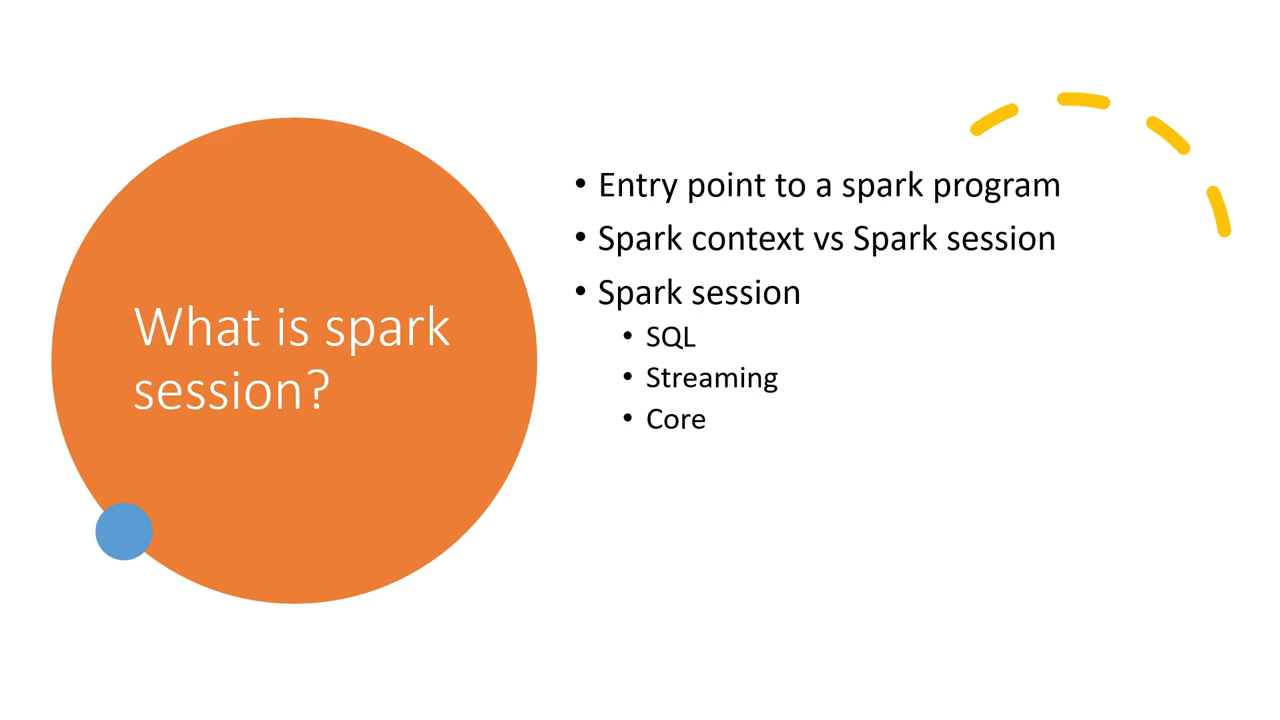 What is spark
session?
• Entry point to a spark program
• Spark context vs Spark session
• Spark session
• SQL
• Streaming
• Core